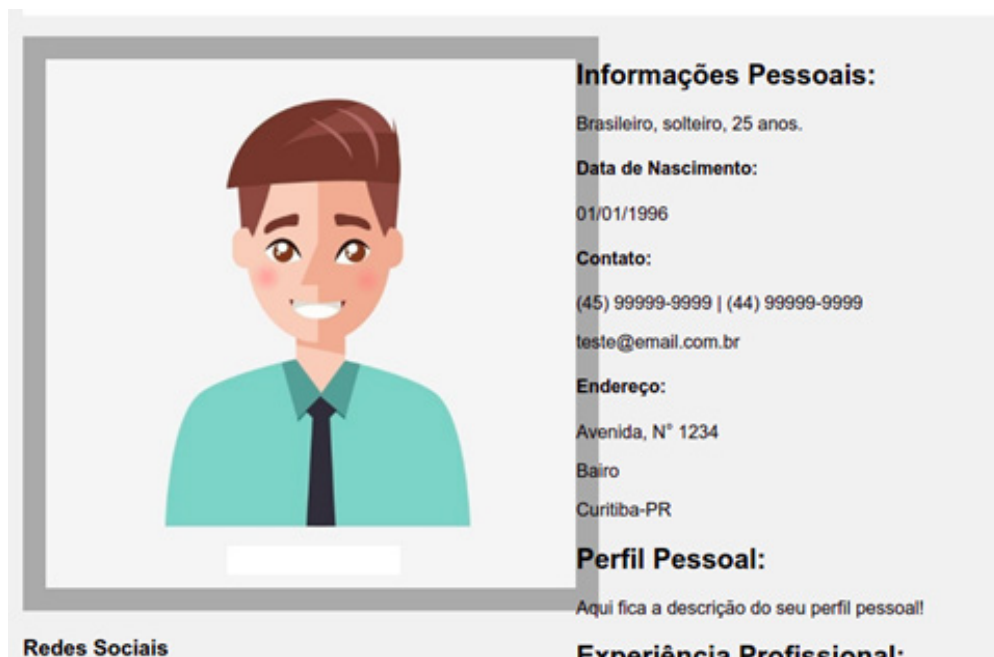 Informações Pessoais:
Brasileiro, solteiro, 25 anos.
Data de Nascimento:
01/01/1996
Contato:
(45) 99999-9999 | (44) 99999-9999
teste@email.com.br
Endereço:
Avenida, N° 1234
Bairo
Curitiba-PR
Perfil Pessoal:
Aqui fica a descrição do seu perfil pessoal!
Redes Sociais
Experiência Profissional: